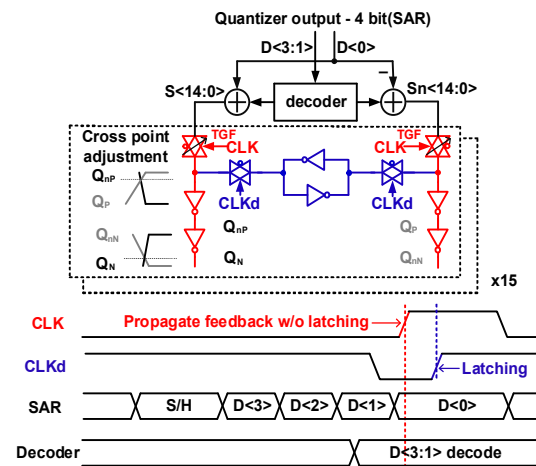 Quantizer output - 4 bit(SAR)
D<3:1> D<0>
S<14:0> Sn<14:0>
decoder
Cross point adjustment
TGF CLK
TGF CLK
QnP
QP
CLKd
CLKd
QnP
QP
QnN
QN
QN
QnN
x15
CLK
Propagate feedback w/o latching
CLKd
Latching
SAR S/H D<3> D<2> D<1> D<0>
Decoder D<3:1> decode